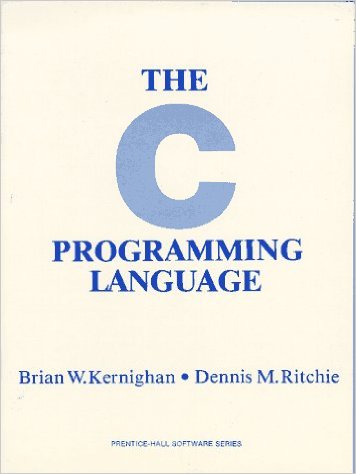 THE
C
PROGRAMMING
LANGUAGE
Brian W. Kernighan • Dennis M. Ritchie
PRENTICE-HALL SOFTWARE SERIES